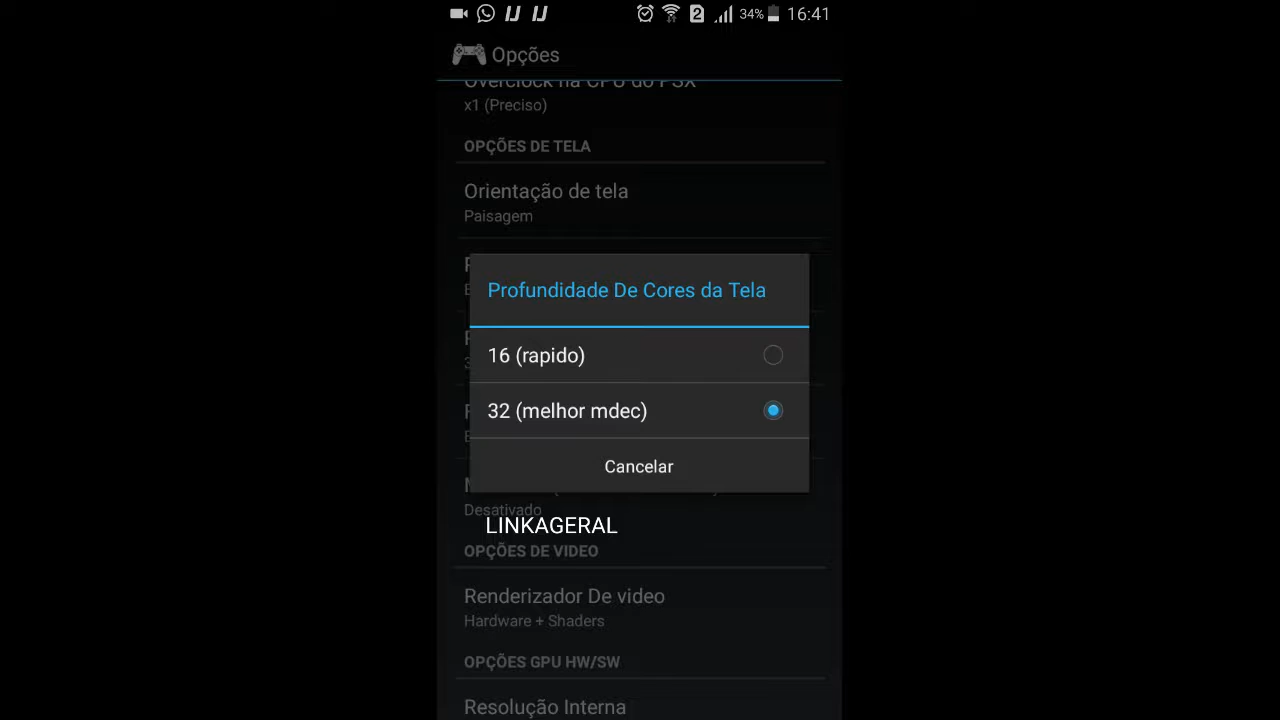 2 34% 16:41
Opções
Overclock na CPU do PSX
x1 (Preciso)
OPÇÕES DE TELA
Orientação de tela
Paisagem
Profundidade De Cores da Tela
16 (rapido)
32 (melhor mdec)
Cancelar
Desativado
LINKAGERAL
OPÇÕES DE VIDEO
Renderizador De video
Hardware + Shaders
OPÇÕES GPU HW/SW
Resolução Interna